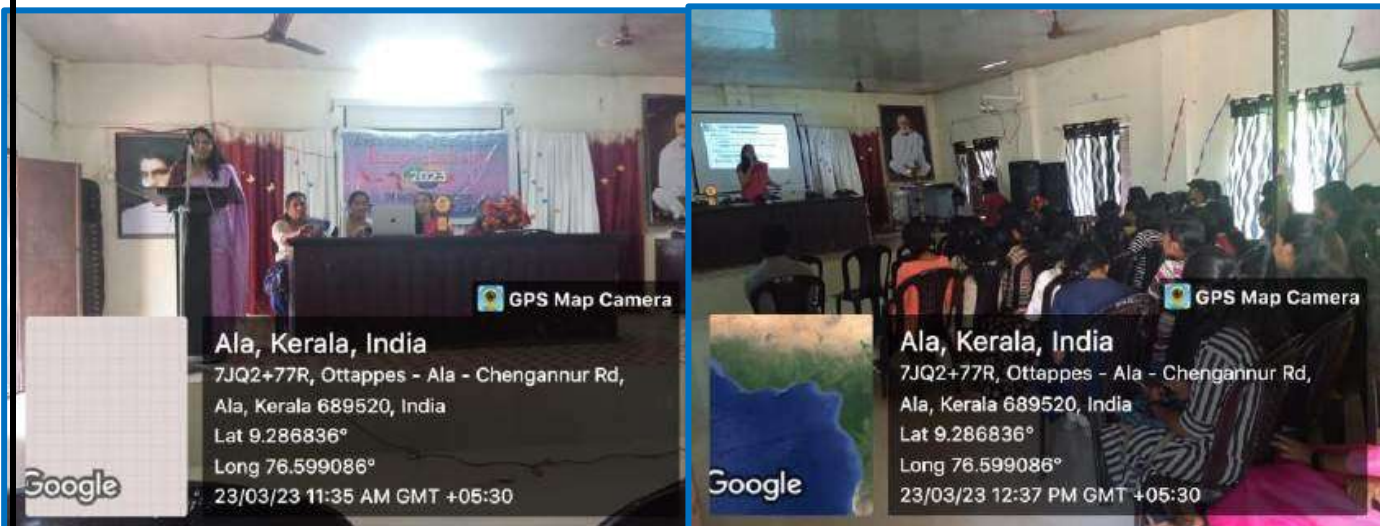 2023
GPS Map Camera
Ala, Kerala, India
7JQ2+77R, Ottappes - Ala - Chengannur Rd,
Ala, Kerala 689520, India
Lat 9.286836°
Long 76.599086°
23/03/23 11:35 AM GMT +05:30
Google
GPS Map Camera
Ala, Kerala, India
7JQ2+77R, Ottappes - Ala - Chengannur Rd,
Ala, Kerala 689520, India
Lat 9.286836°
Long 76.599086°
23/03/23 12:37 PM GMT +05:30
Google